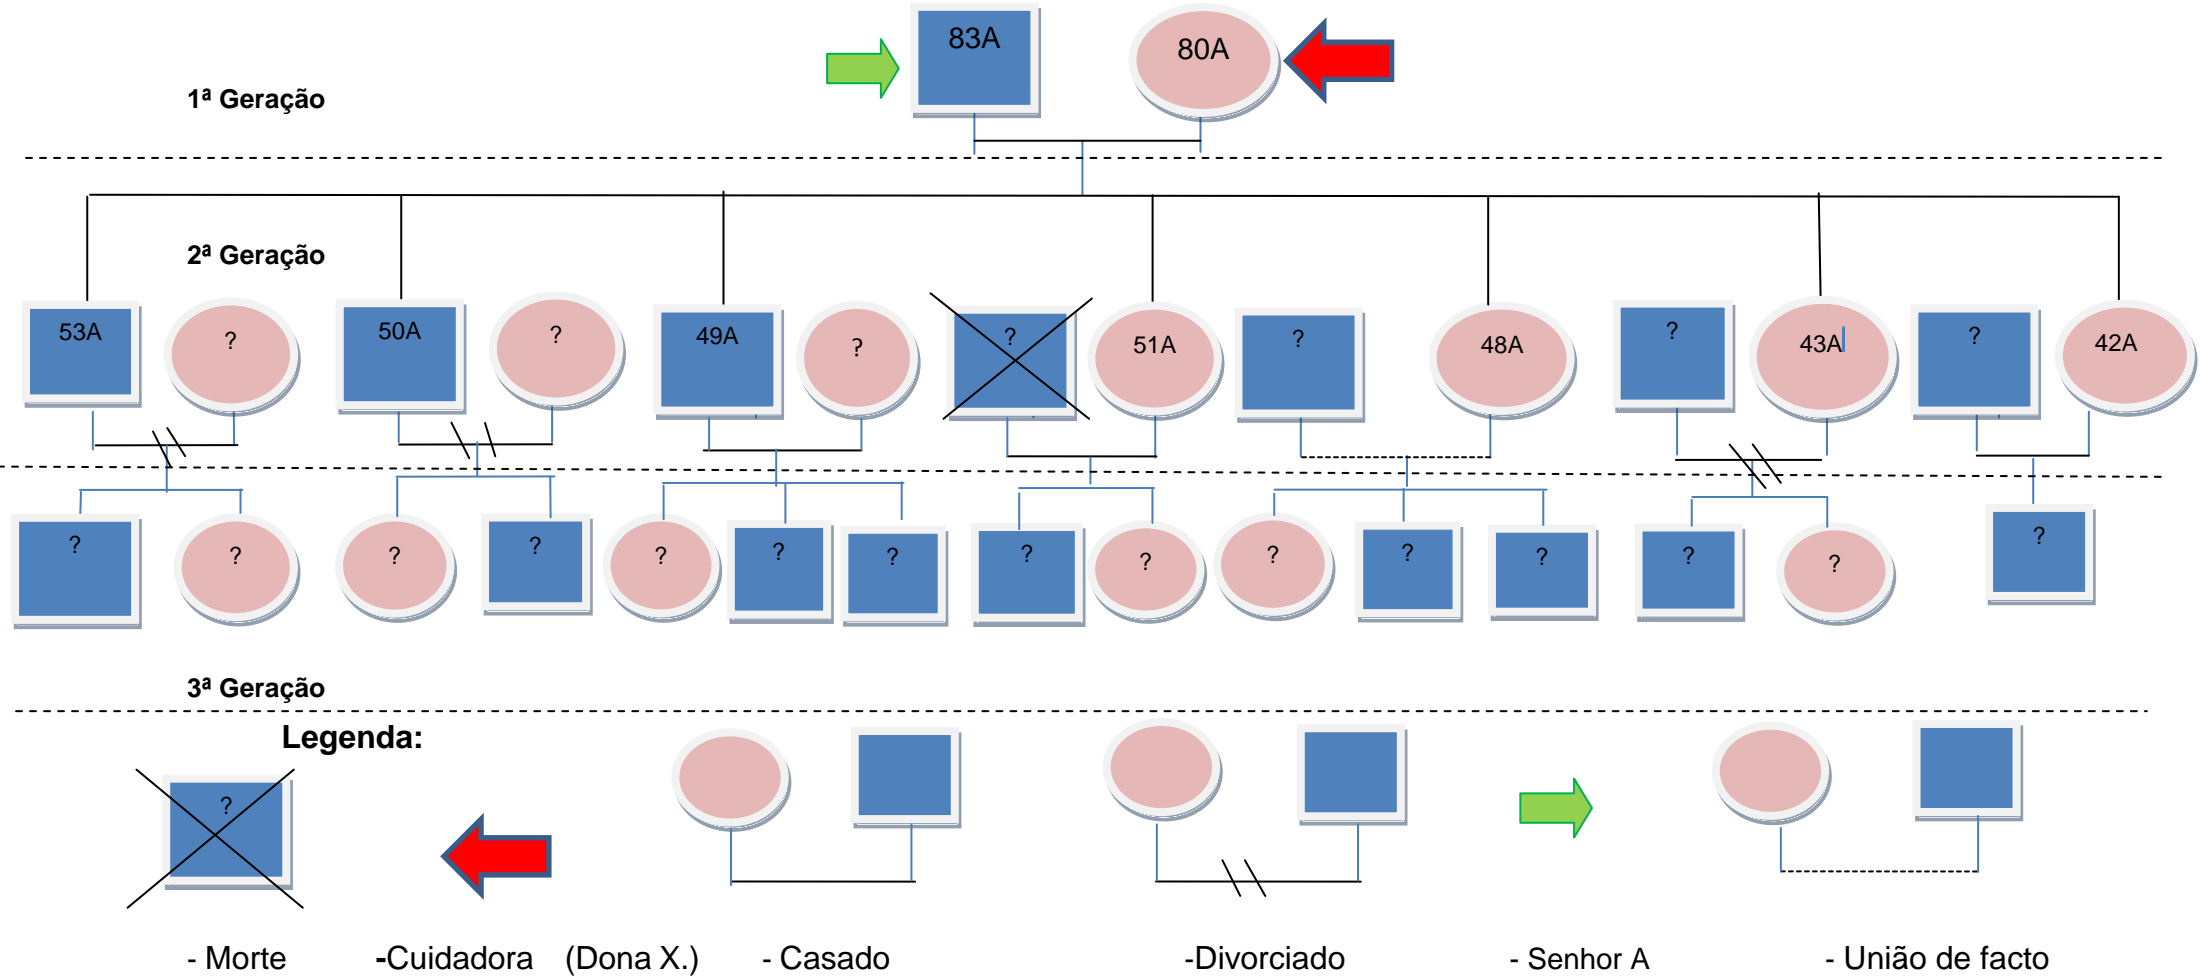 83A
80A
1ª Geração
2ª Geração
53A ? 50A ? 49A ? ? 51A ? 48A ? 43A ? 42A
? ? ? ? ? ? ? ? ? ? ? ? ? ? ?
3ª Geração
Legenda:
?
- Morte -Cuidadora (Dona X.) - Casado -Divorciado - Senhor A - União de facto